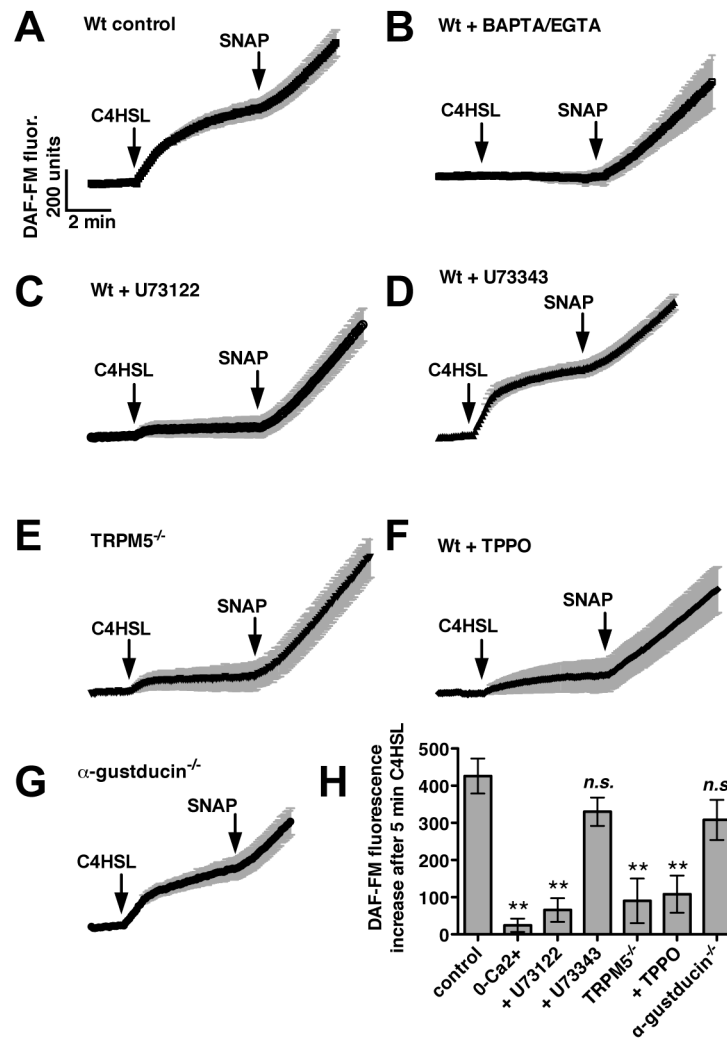 A
Wt control
SNAP
C4HSL
DAF-FM fluor.
200 units
2 min
B
Wt + BAPTA/EGTA
C4HSL
SNAP
C
Wt + U73122
C4HSL
SNAP
D
Wt + U73343
SNAP
C4HSL
E
TRPM5-/-
C4HSL
SNAP
F
Wt + TPPO
C4HSL
SNAP
G
α-gustducin-/-
C4HSL
SNAP
H
DAF-FM fluorescence
increase after 5 min C4HSL
500
400
300
200
100
0
**
**
n.s.
**
**
n.s
control
0-Ca2+
+ U73122
+ U73343
TRPM5-/-
+ TPPO
α-gustducin-/-